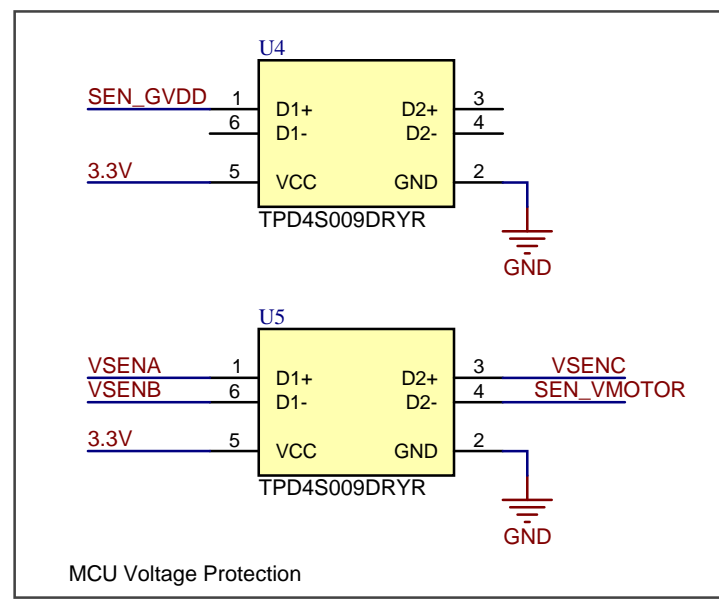 U4
SEN_GVDD 1 D1+ D2+ 3
6 D1- D2- 4
3.3V 5 VCC GND 2
TPD4S009DRYR
GND
U5
VSENA 1 D1+ D2+ 3 VSENC
VSENB 6 D1- D2- 4 SEN_VMOTOR
3.3V 5 VCC GND 2
TPD4S009DRYR
GND
MCU Voltage Protection